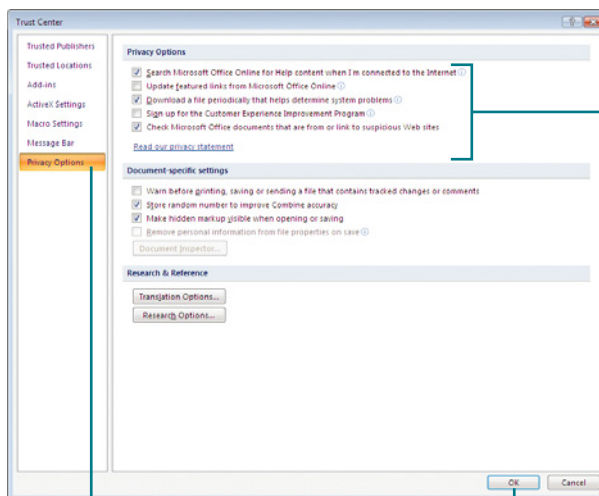 Trust Center
Trusted Publishers
Trusted Locations
Add-ins
ActiveX Settings
Macro Settings
Message Bar
Privacy Options
Privacy Options
Search Microsoft Office Online for Help content when I'm connected to the Internet
Update featured links from Microsoft Office Online
Download a file periodically that helps determine system problems
Sign up for the Customer Experience Improvement Program
Check Microsoft Office documents that are from or link to suspicious Web sites
Read our privacy statement
Document-specific settings
Warn before printing, saving or sending a file that contains tracked changes or comments
Store random number to improve Combine accuracy
Make hidden markup visible when opening or saving
Remove personal information from file properties on save
Document Inspector...
Research & Reference
Translation Options...
Research Options...
OK
Cancel